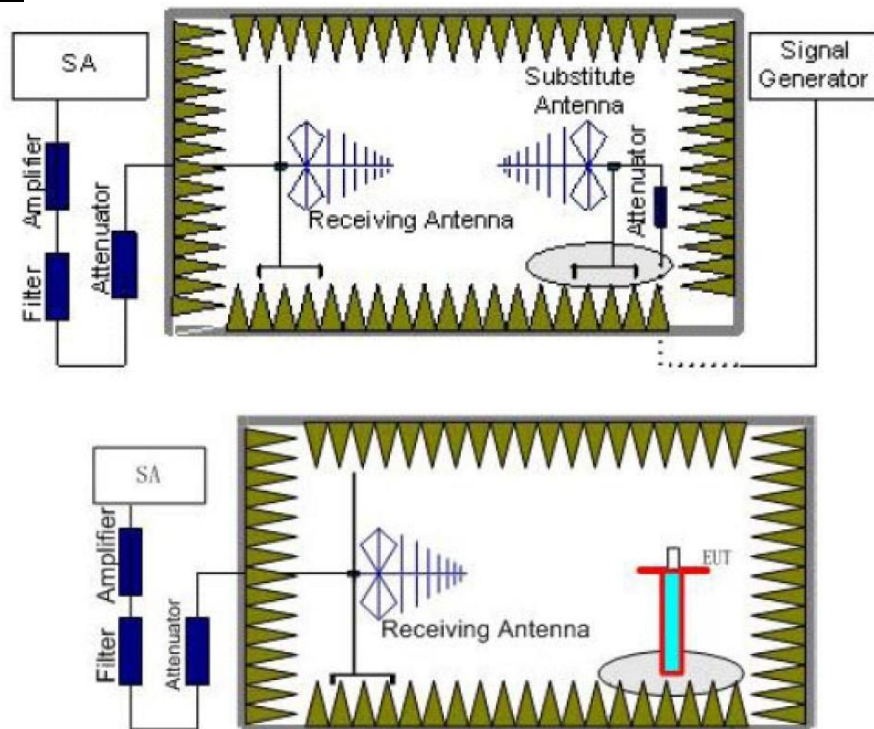 SA
Signal
Generator
Substitute
Antenna
Amplifier
Attenuator
Attenuator
Receiving Antenna
Filter
SA
EUT
Amplifier
Receiving Antenna
Filter
Attenuator